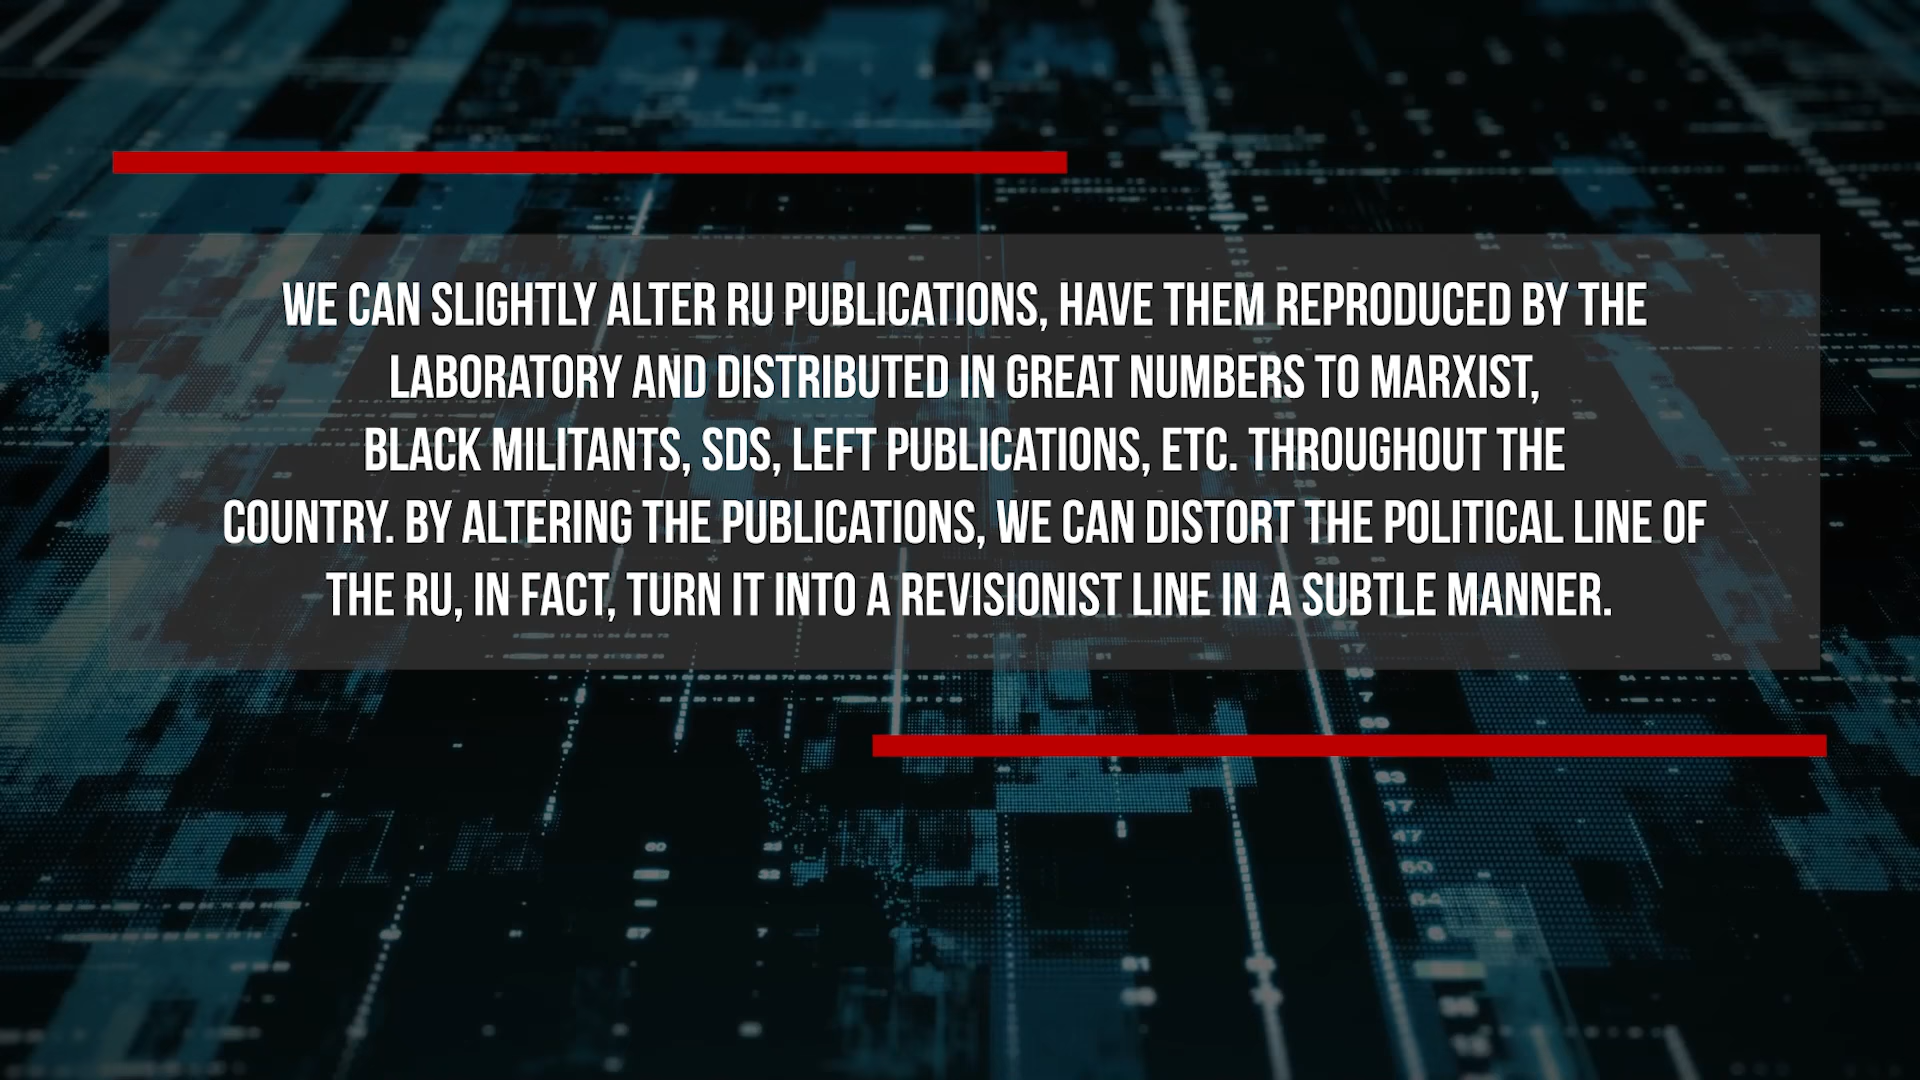 WE CAN SLIGHTLY ALTER RU PUBLICATIONS, HAVE THEM REPRODUCED BY THE
LABORATORY AND DISTRIBUTED IN GREAT NUMBERS TO MARXIST,
BLACK MILITANTS, SDS, LEFT PUBLICATIONS, ETC. THROUGHOUT THE
COUNTRY. BY ALTERING THE PUBLICATIONS, WE CAN DISTORT THE POLITICAL LINE OF
THE RU, IN FACT, TURN IT INTO A REVISIONIST LINE IN A SUBTLE MANNER.